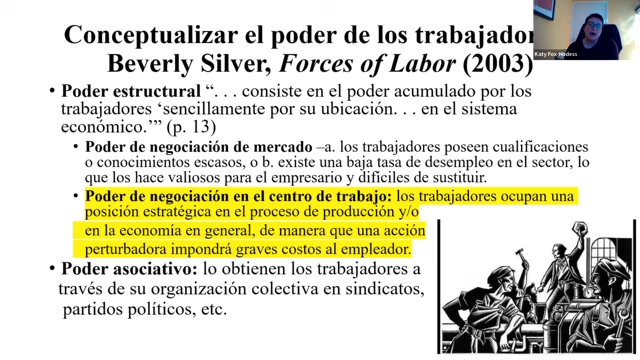 Conceptualizar el poder de los trabajador
Beverly Silver, Forces of Labor (2003)
• Poder estructural “. . . consiste en el poder acumulado por los
trabajadores ‘sencillamente por su ubicación. . . en el sistema
económico.’” (p. 13)
• Poder de negociación de mercado –a. los trabajadores poseen cualificaciones
o conocimientos escasos, o b. existe una baja tasa de desempleo en el sector, lo
que los hace valiosos para el empresario y difíciles de sustituir.
• Poder de negociación en el centro de trabajo: los trabajadores ocupan una
posición estratégica en el proceso de producción y/o
en la economía en general, de manera que una acción
perturbadora impondrá graves costos al empleador.
• Poder asociativo: lo obtienen los trabajadores a
través de su organización colectiva en sindicatos,
partidos políticos, etc.
Katy Fox-Hodess